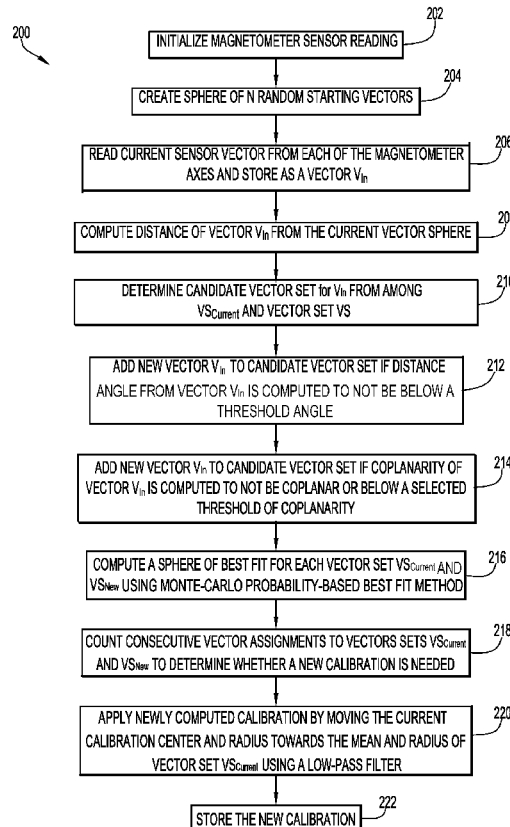 200
INITIALIZE MAGNETOMETER SENSOR READING
202
CREATE SPHERE OF N RANDOM STARTING VECTORS
204
READ CURRENT SENSOR VECTOR FROM EACH OF THE MAGNETOMETER
AXES AND STORE AS A VECTOR VIn
206
COMPUTE DISTANCE OF VECTOR VIn FROM THE CURRENT VECTOR SPHERE
DETERMINE CANDIDATE VECTOR SET for VIn FROM AMONG
VSCurrent AND VECTOR SET VS
210
ADD NEW VECTOR VIn TO CANDIDATE VECTOR SET IF DISTANCE
ANGLE FROM VECTOR VIn IS COMPUTED TO NOT BE BELOW A
THRESHOLD ANGLE
212
ADD NEW VECTOR VIn TO CANDIDATE VECTOR SET IF COPLANARITY OF
VECTOR VIn IS COMPUTED TO NOT BE COPLANAR OR BELOW A SELECTED
THRESHOLD OF COPLANARITY
214
COMPUTE A SPHERE OF BEST FIT FOR EACH VECTOR SET VSCurrent AND
VSNew USING MONTE-CARLO PROBABILITY-BASED BEST FIT METHOD
216
COUNT CONSECUTIVE VECTOR ASSIGNMENTS TO VECTORS SETS VSCurrent
AND VSNew TO DETERMINE WHETHER A NEW CALIBRATION IS NEEDED
218
APPLY NEWLY COMPUTED CALIBRATION BY MOVING THE CURRENT
CALIBRATION CENTER AND RADIUS TOWARDS THE MEAN AND RADIUS OF
VECTOR SET VSCurrent USING A LOW-PASS FILTER
220
STORE THE NEW CALIBRATION
222